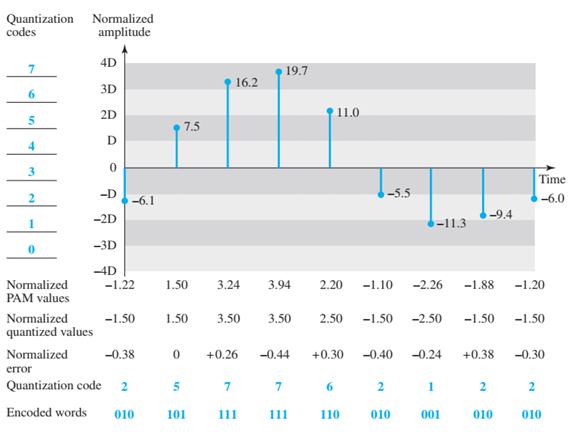 Quantization codes
Normalized amplitude
4D
7
3D
6
2D
5
D
4
0
3
−D
2
−2D
1
−3D
0
−4D
−6.1
7.5
16.2
19.7
11.0
−5.5
−11.3
−9.4
−6.0
Time
Normalized PAM values −1.22 1.50 3.24 3.94 2.20 −1.10 −2.26 −1.88 −1.20
Normalized quantized values −1.50 1.50 3.50 3.50 2.50 −1.50 −2.50 −1.50 −1.50
Normalized error −0.38 0 +0.26 −0.44 +0.30 −0.40 −0.24 +0.38 −0.30
Quantization code 2 5 7 7 6 2 1 2 2
Encoded words 010 101 111 111 110 010 001 010 010